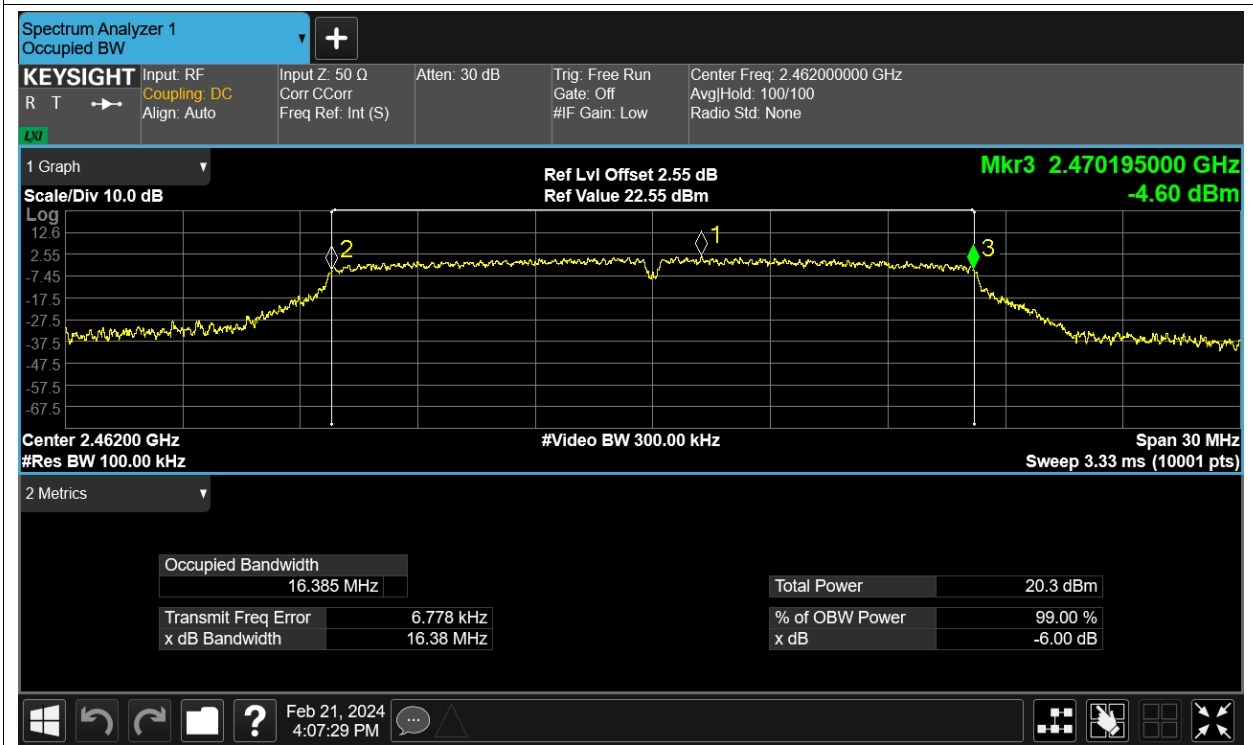 Spectrum Analyzer 1
Occupied BW
KEYSIGHT
R T
LXI
Input: RF
Coupling: DC
Align: Auto
Input Z: 50 Ω
Corr CCorr
Freq Ref: Int (S)
Atten: 30 dB
Trig: Free Run
Gate: Off
#IF Gain: Low
Center Freq: 2.462000000 GHz
Avg|Hold: 100/100
Radio Std: None
1 Graph
Scale/Div 10.0 dB
Ref Lvl Offset 2.55 dB
Ref Value 22.55 dBm
Mkr3 2.470195000 GHz
-4.60 dBm
Log
12.6
2.55
-7.45
-17.5
-27.5
-37.5
-47.5
-57.5
-67.5
2
1
3
Center 2.46200 GHz
#Video BW 300.00 kHz
Span 30 MHz
#Res BW 100.00 kHz
Sweep 3.33 ms (10001 pts)
2 Metrics
Occupied Bandwidth
16.385 MHz
Total Power 20.3 dBm
Transmit Freq Error 6.778 kHz
% of OBW Power 99.00 %
x dB Bandwidth 16.38 MHz
x dB -6.00 dB
?
Feb 21, 2024
4:07:29 PM